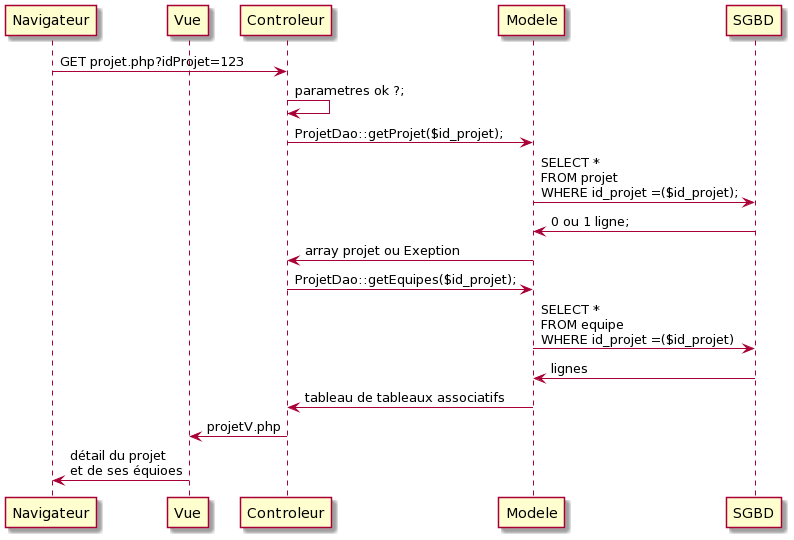 Navigateur Vue Controleur Modele SGBD
GET projet.php?idProjet=123
parametres ok ?;
ProjetDao::getProjet($id_projet);
SELECT *
FROM projet
WHERE id_projet =($id_projet);
0 ou 1 ligne;
array projet ou Exeption
ProjetDao::getEquipes($id_projet);
SELECT *
FROM equipe
WHERE id_projet =($id_projet)
lignes
tableau de tableaux associatifs
projetV.php
détail du projet
et de ses équioes
Navigateur Vue Controleur Modele SGBD